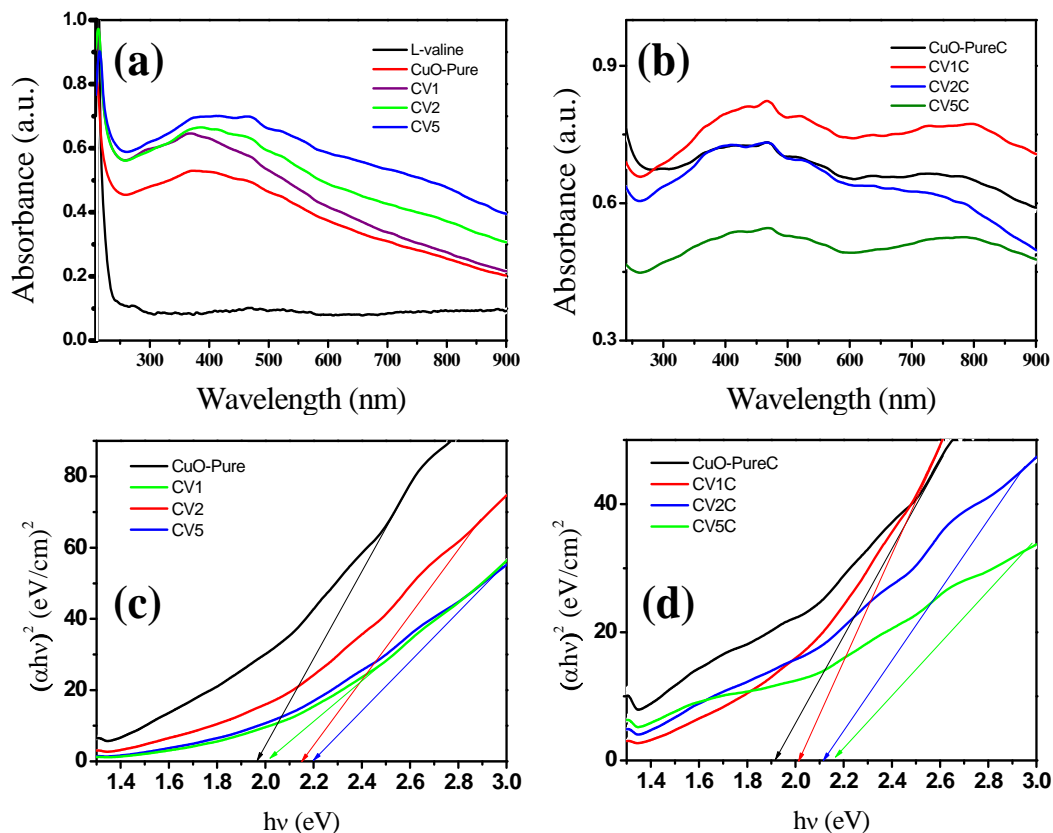 (a)
L-valine
CuO-Pure
CV1
CV2
CV5
Absorbance (a.u.)
1.0
0.8
0.6
0.4
0.2
0.0
300 400 500 600 700 800 900
Wavelength (nm)
(b)
CuO-PureC
CV1C
CV2C
CV5C
Absorbance (a.u.)
0.9
0.6
0.3
300 400 500 600 700 800 900
Wavelength (nm)
(c)
CuO-Pure
CV1
CV2
CV5
(αhν)² (eV/cm)²
80
60
40
20
0
1.4 1.6 1.8 2.0 2.2 2.4 2.6 2.8 3.0
hν (eV)
(d)
CuO-PureC
CV1C
CV2C
CV5C
(αhν)² (eV/cm)²
40
20
0
1.4 1.6 1.8 2.0 2.2 2.4 2.6 2.8 3.0
hν (eV)